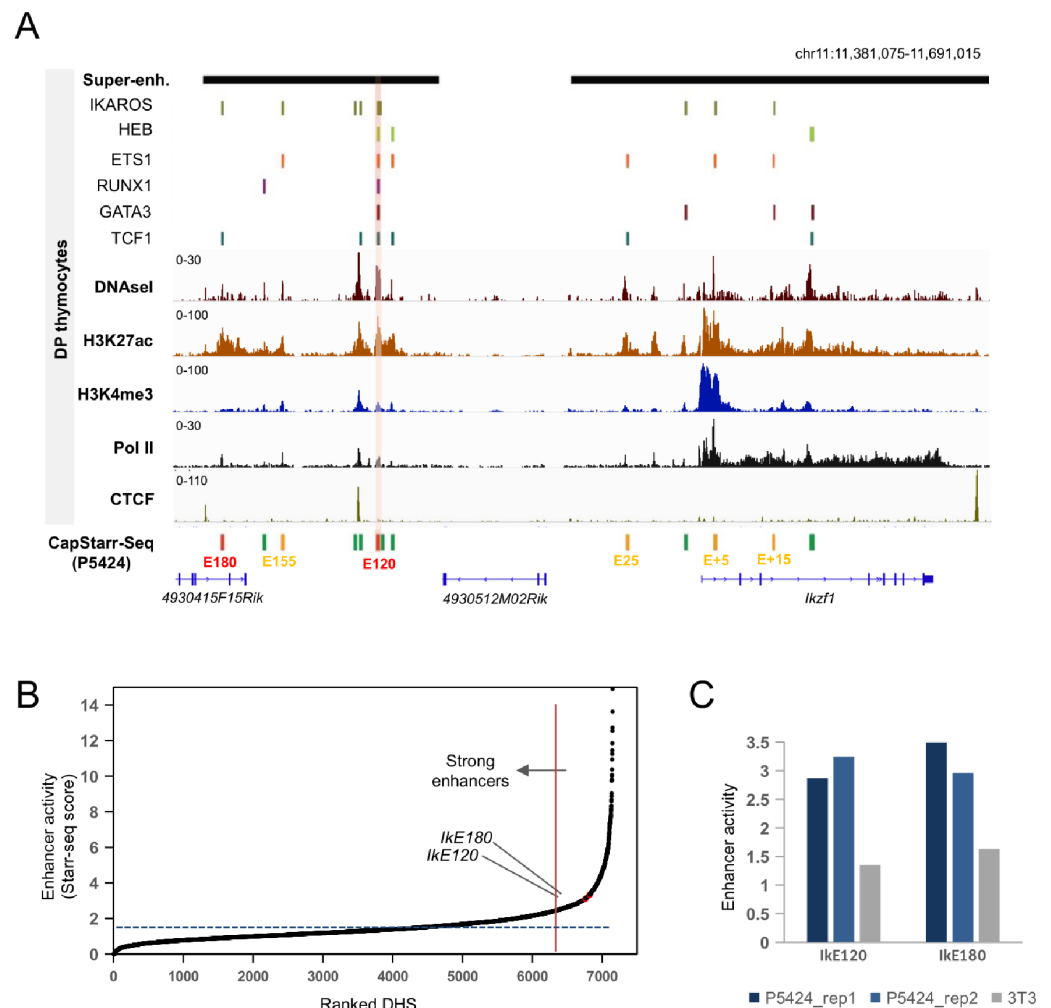 A
chr11:11,381,075-11,691,015
Super-enh.
IKAROS
HEB
ETS1
RUNX1
GATA3
TCF1
DP thymocytes
0-30
DNAseI
0-100
H3K27ac
0-100
H3K4me3
0-30
Pol II
0-110
CTCF
CapStarr-Seq
(P5424)
E180 E155 E120 E25 E+5 E+15
4930415F15Rik 4930512M02Rik Ikzf1
B
Enhancer activity
(Starr-seq score)
14
12
10
8
6
4
2
0
Strong
enhancers
IkE180
IkE120
0 1000 2000 3000 4000 5000 6000 7000
Ranked DHS
C
Enhancer activity
3.5
3
2.5
2
1.5
1
0.5
0
IkE120 IkE180
P5424_rep1 P5424_rep2 3T3